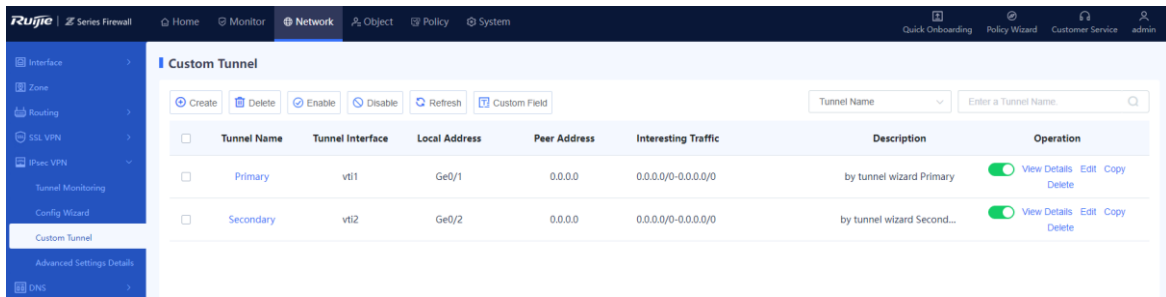 Ruijie | Z Series Firewall
Home
Monitor
Network
Object
Policy
System
Quick Onboarding
Policy Wizard
Customer Service
admin
Interface
Zone
Routing
SSL VPN
IPsec VPN
Tunnel Monitoring
Config Wizard
Custom Tunnel
Advanced Settings Details
DNS
Custom Tunnel
Create
Delete
Enable
Disable
Refresh
Custom Field
Tunnel Name
Enter a Tunnel Name.
Tunnel Name Tunnel Interface Local Address Peer Address Interesting Traffic Description Operation
Primary vti1 Ge0/1 0.0.0.0 0.0.0.0/0-0.0.0.0/0 by tunnel wizard Primary View Details Edit Copy
Delete
Secondary vti2 Ge0/2 0.0.0.0 0.0.0.0/0-0.0.0.0/0 by tunnel wizard Second... View Details Edit Copy
Delete